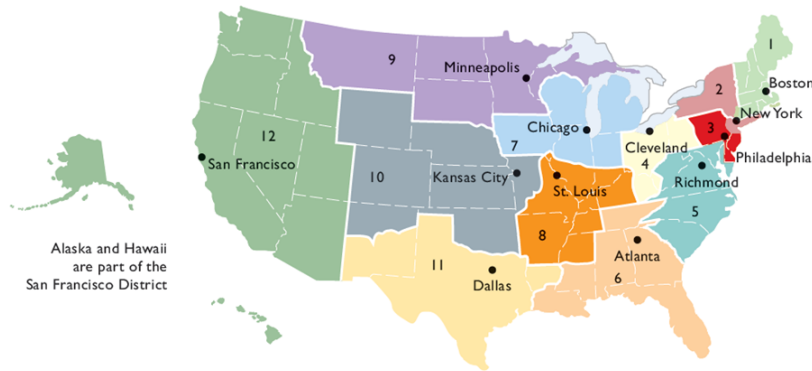 1
9
Minneapolis
2
Boston
New York
12
7
Chicago
3
Cleveland
Philadelphia
San Francisco
4
10
Kansas City
St. Louis
Richmond
5
8
Alaska and Hawaii
are part of the
San Francisco District
11
Atlanta
6
Dallas